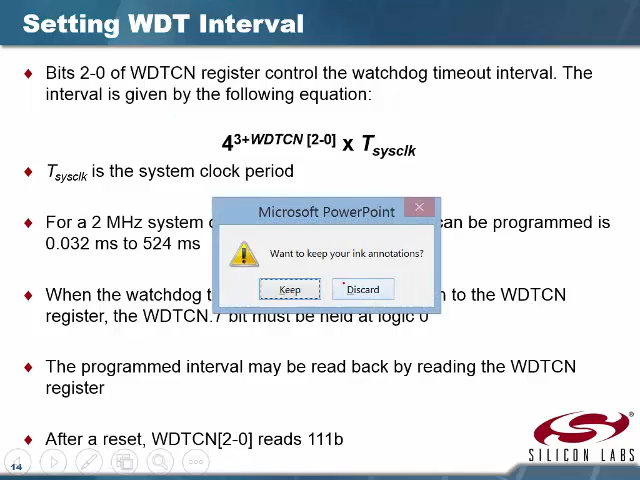 Setting WDT Interval
Bits 2-0 of WDTCN register control the watchdog timeout interval. The
interval is given by the following equation:
4^3+WDTCN [2-0] x T_sysclk
T_sysclk is the system clock period
Microsoft PowerPoint
For a 2 MHz system can be programmed is
0.032 ms to 524 ms
Want to keep your ink annotations?
Keep Discard
When the watchdog to the WDTCN
register, the WDTCN.7 bit must be held at logic 0
The programmed interval may be read back by reading the WDTCN
register
After a reset, WDTCN[2-0] reads 111b
SILICON LABS
14